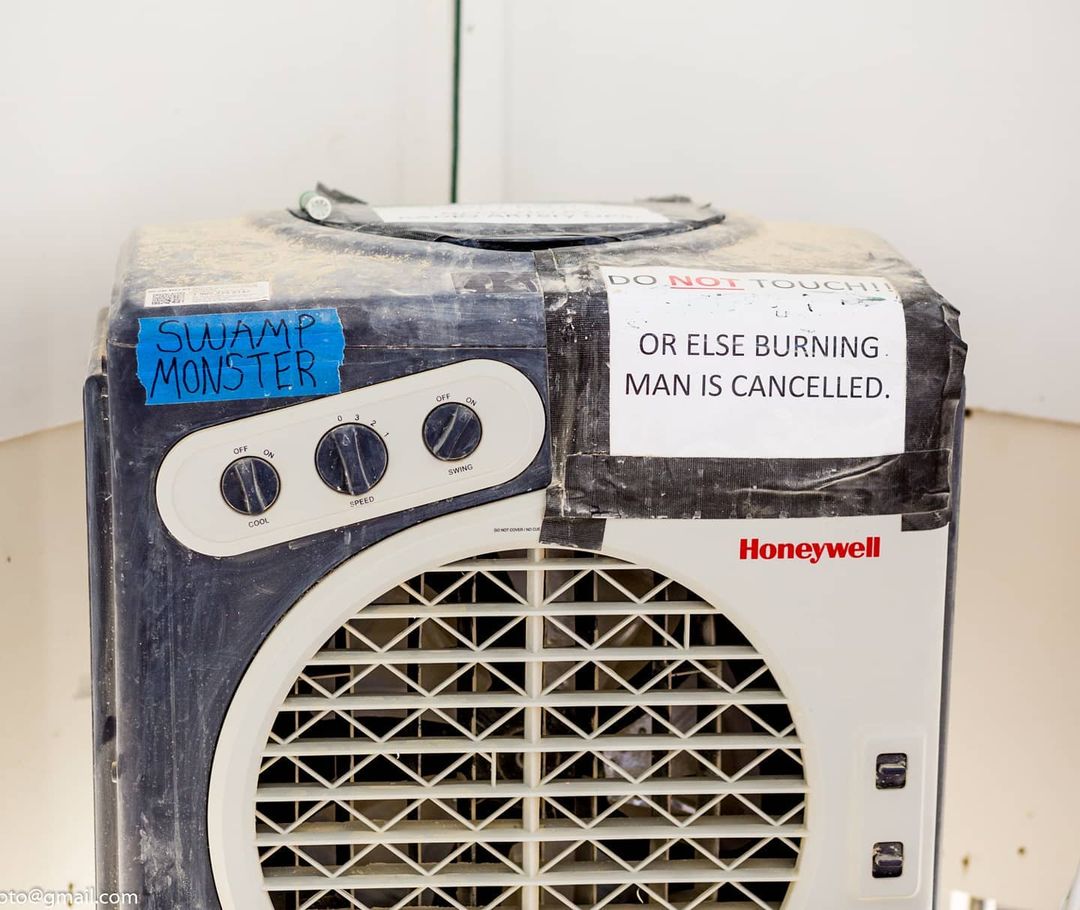 DO NOT TOUCH!!
OR ELSE BURNING
MAN IS CANCELLED.
SWAMP
MONSTER
OFF ON
COOL
0 3 2 1
SPEED
OFF ON
SWING
Honeywell
oto@gmail.com